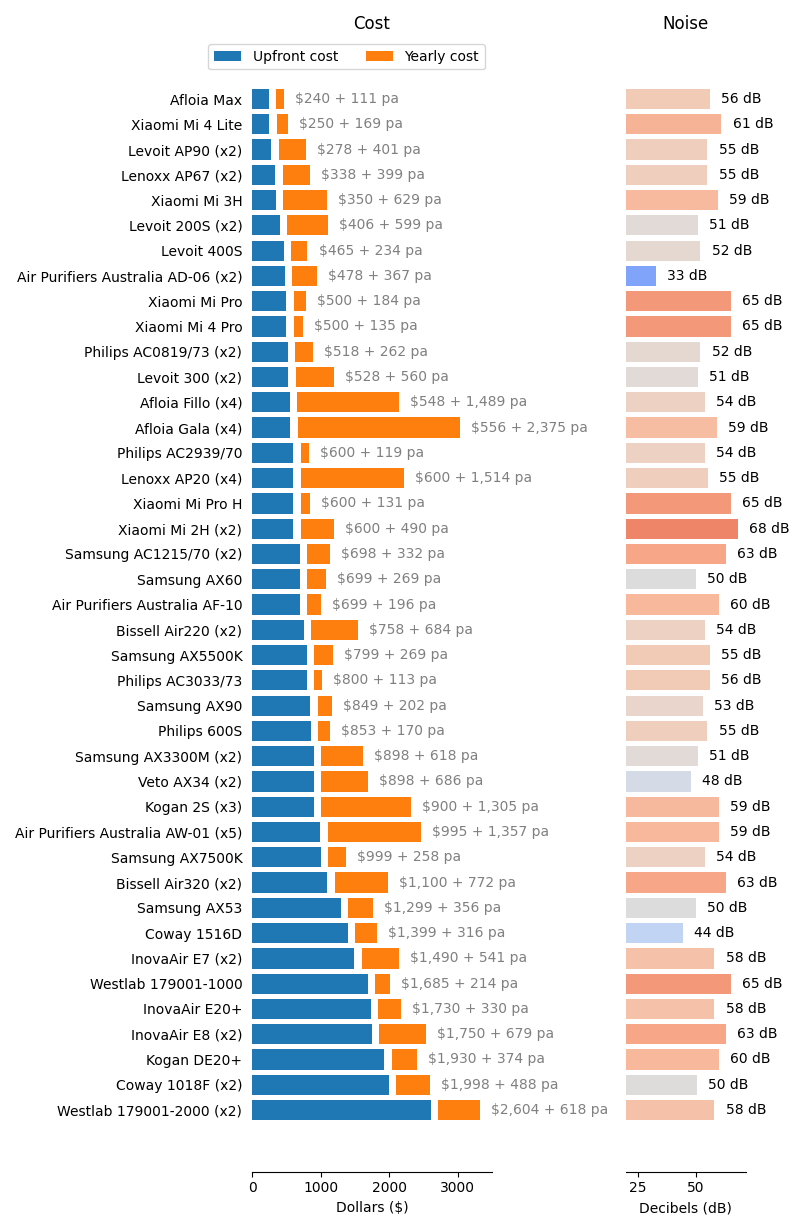 Cost Noise
Upfront cost Yearly cost
Afloia Max $240 + 111 pa 56 dB
Xiaomi Mi 4 Lite $250 + 169 pa 61 dB
Levoit AP90 (x2) $278 + 401 pa 55 dB
Lenoxx AP67 (x2) $338 + 399 pa 55 dB
Xiaomi Mi 3H $350 + 629 pa 59 dB
Levoit 200S (x2) $406 + 599 pa 51 dB
Levoit 400S $465 + 234 pa 52 dB
Air Purifiers Australia AD-06 (x2) $478 + 367 pa 33 dB
Xiaomi Mi Pro $500 + 184 pa 65 dB
Xiaomi Mi 4 Pro $500 + 135 pa 65 dB
Philips AC0819/73 (x2) $518 + 262 pa 52 dB
Levoit 300 (x2) $528 + 560 pa 51 dB
Afloia Fillo (x4) $548 + 1,489 pa 54 dB
Afloia Gala (x4) $556 + 2,375 pa 59 dB
Philips AC2939/70 $600 + 119 pa 54 dB
Lenoxx AP20 (x4) $600 + 1,514 pa 55 dB
Xiaomi Mi Pro H $600 + 131 pa 65 dB
Xiaomi Mi 2H (x2) $600 + 490 pa 68 dB
Samsung AC1215/70 (x2) $698 + 332 pa 63 dB
Samsung AX60 $699 + 269 pa 50 dB
Air Purifiers Australia AF-10 $699 + 196 pa 60 dB
Bissell Air220 (x2) $758 + 684 pa 54 dB
Samsung AX5500K $799 + 269 pa 55 dB
Philips AC3033/73 $800 + 113 pa 56 dB
Samsung AX90 $849 + 202 pa 53 dB
Philips 600S $853 + 170 pa 55 dB
Samsung AX3300M (x2) $898 + 618 pa 51 dB
Veto AX34 (x2) $898 + 686 pa 48 dB
Kogan 2S (x3) $900 + 1,305 pa 59 dB
Air Purifiers Australia AW-01 (x5) $995 + 1,357 pa 59 dB
Samsung AX7500K $999 + 258 pa 54 dB
Bissell Air320 (x2) $1,100 + 772 pa 63 dB
Samsung AX53 $1,299 + 356 pa 50 dB
Coway 1516D $1,399 + 316 pa 44 dB
InovaAir E7 (x2) $1,490 + 541 pa 58 dB
Westlab 179001-1000 $1,685 + 214 pa 65 dB
InovaAir E20+ $1,730 + 330 pa 58 dB
InovaAir E8 (x2) $1,750 + 679 pa 63 dB
Kogan DE20+ $1,930 + 374 pa 60 dB
Coway 1018F (x2) $1,998 + 488 pa 50 dB
Westlab 179001-2000 (x2) $2,604 + 618 pa 58 dB
0 1000 2000 3000 25 50
Dollars ($) Decibels (dB)